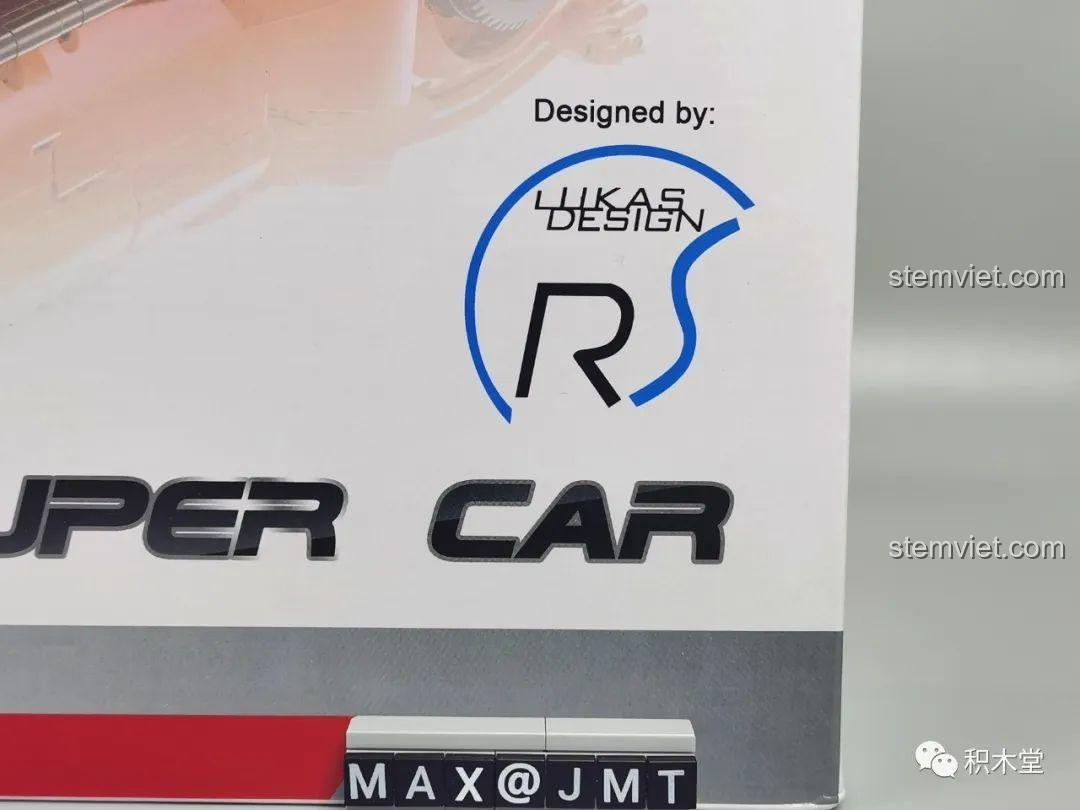 Designed by:
LUKAS
DESIGN
RS
stemviet.com
UPER CAR
stemviet.com
MAX@JMT
积木堂